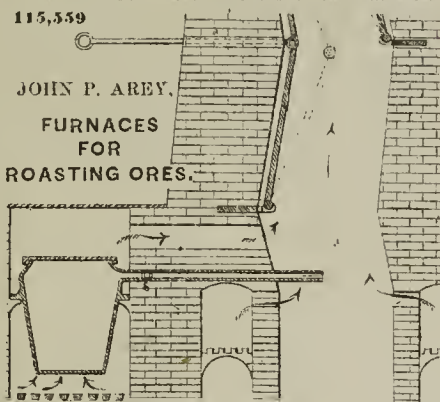 115,559
JOHN P. AREY.
FURNACES
FOR
ROASTING ORES.